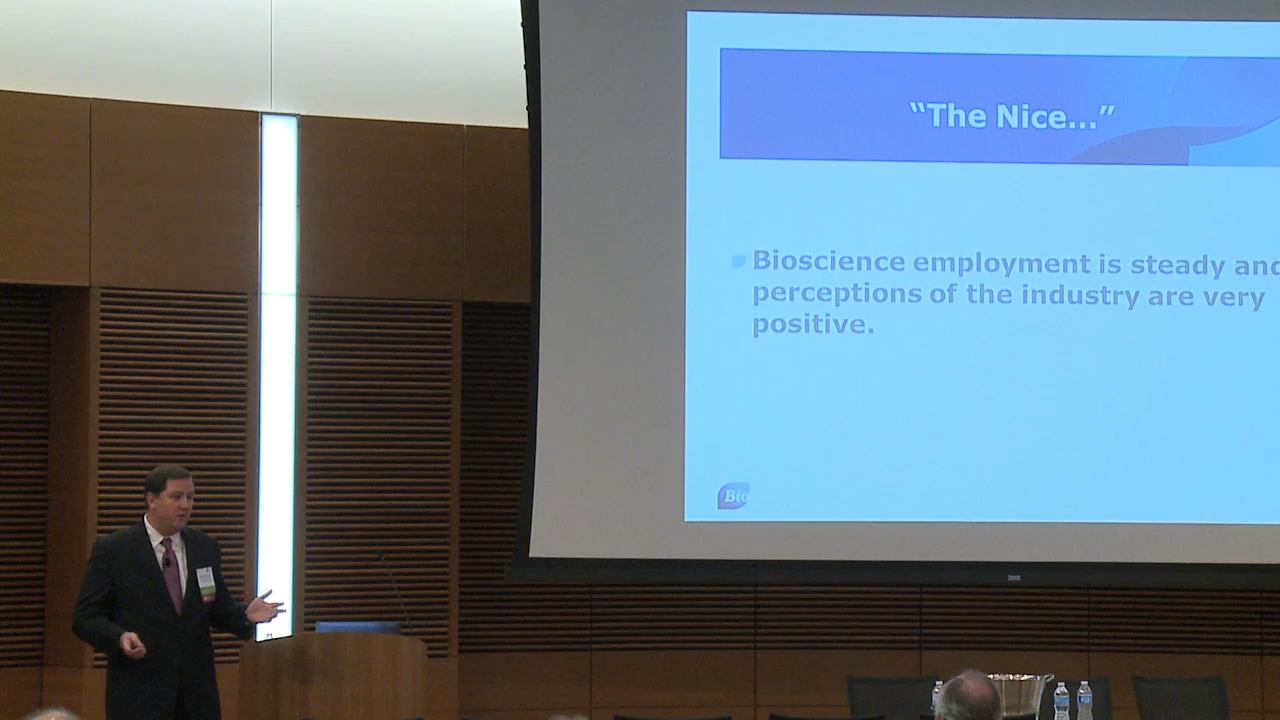 “The Nice...”
Bioscience employment is steady and
perceptions of the industry are very
positive.
Bio